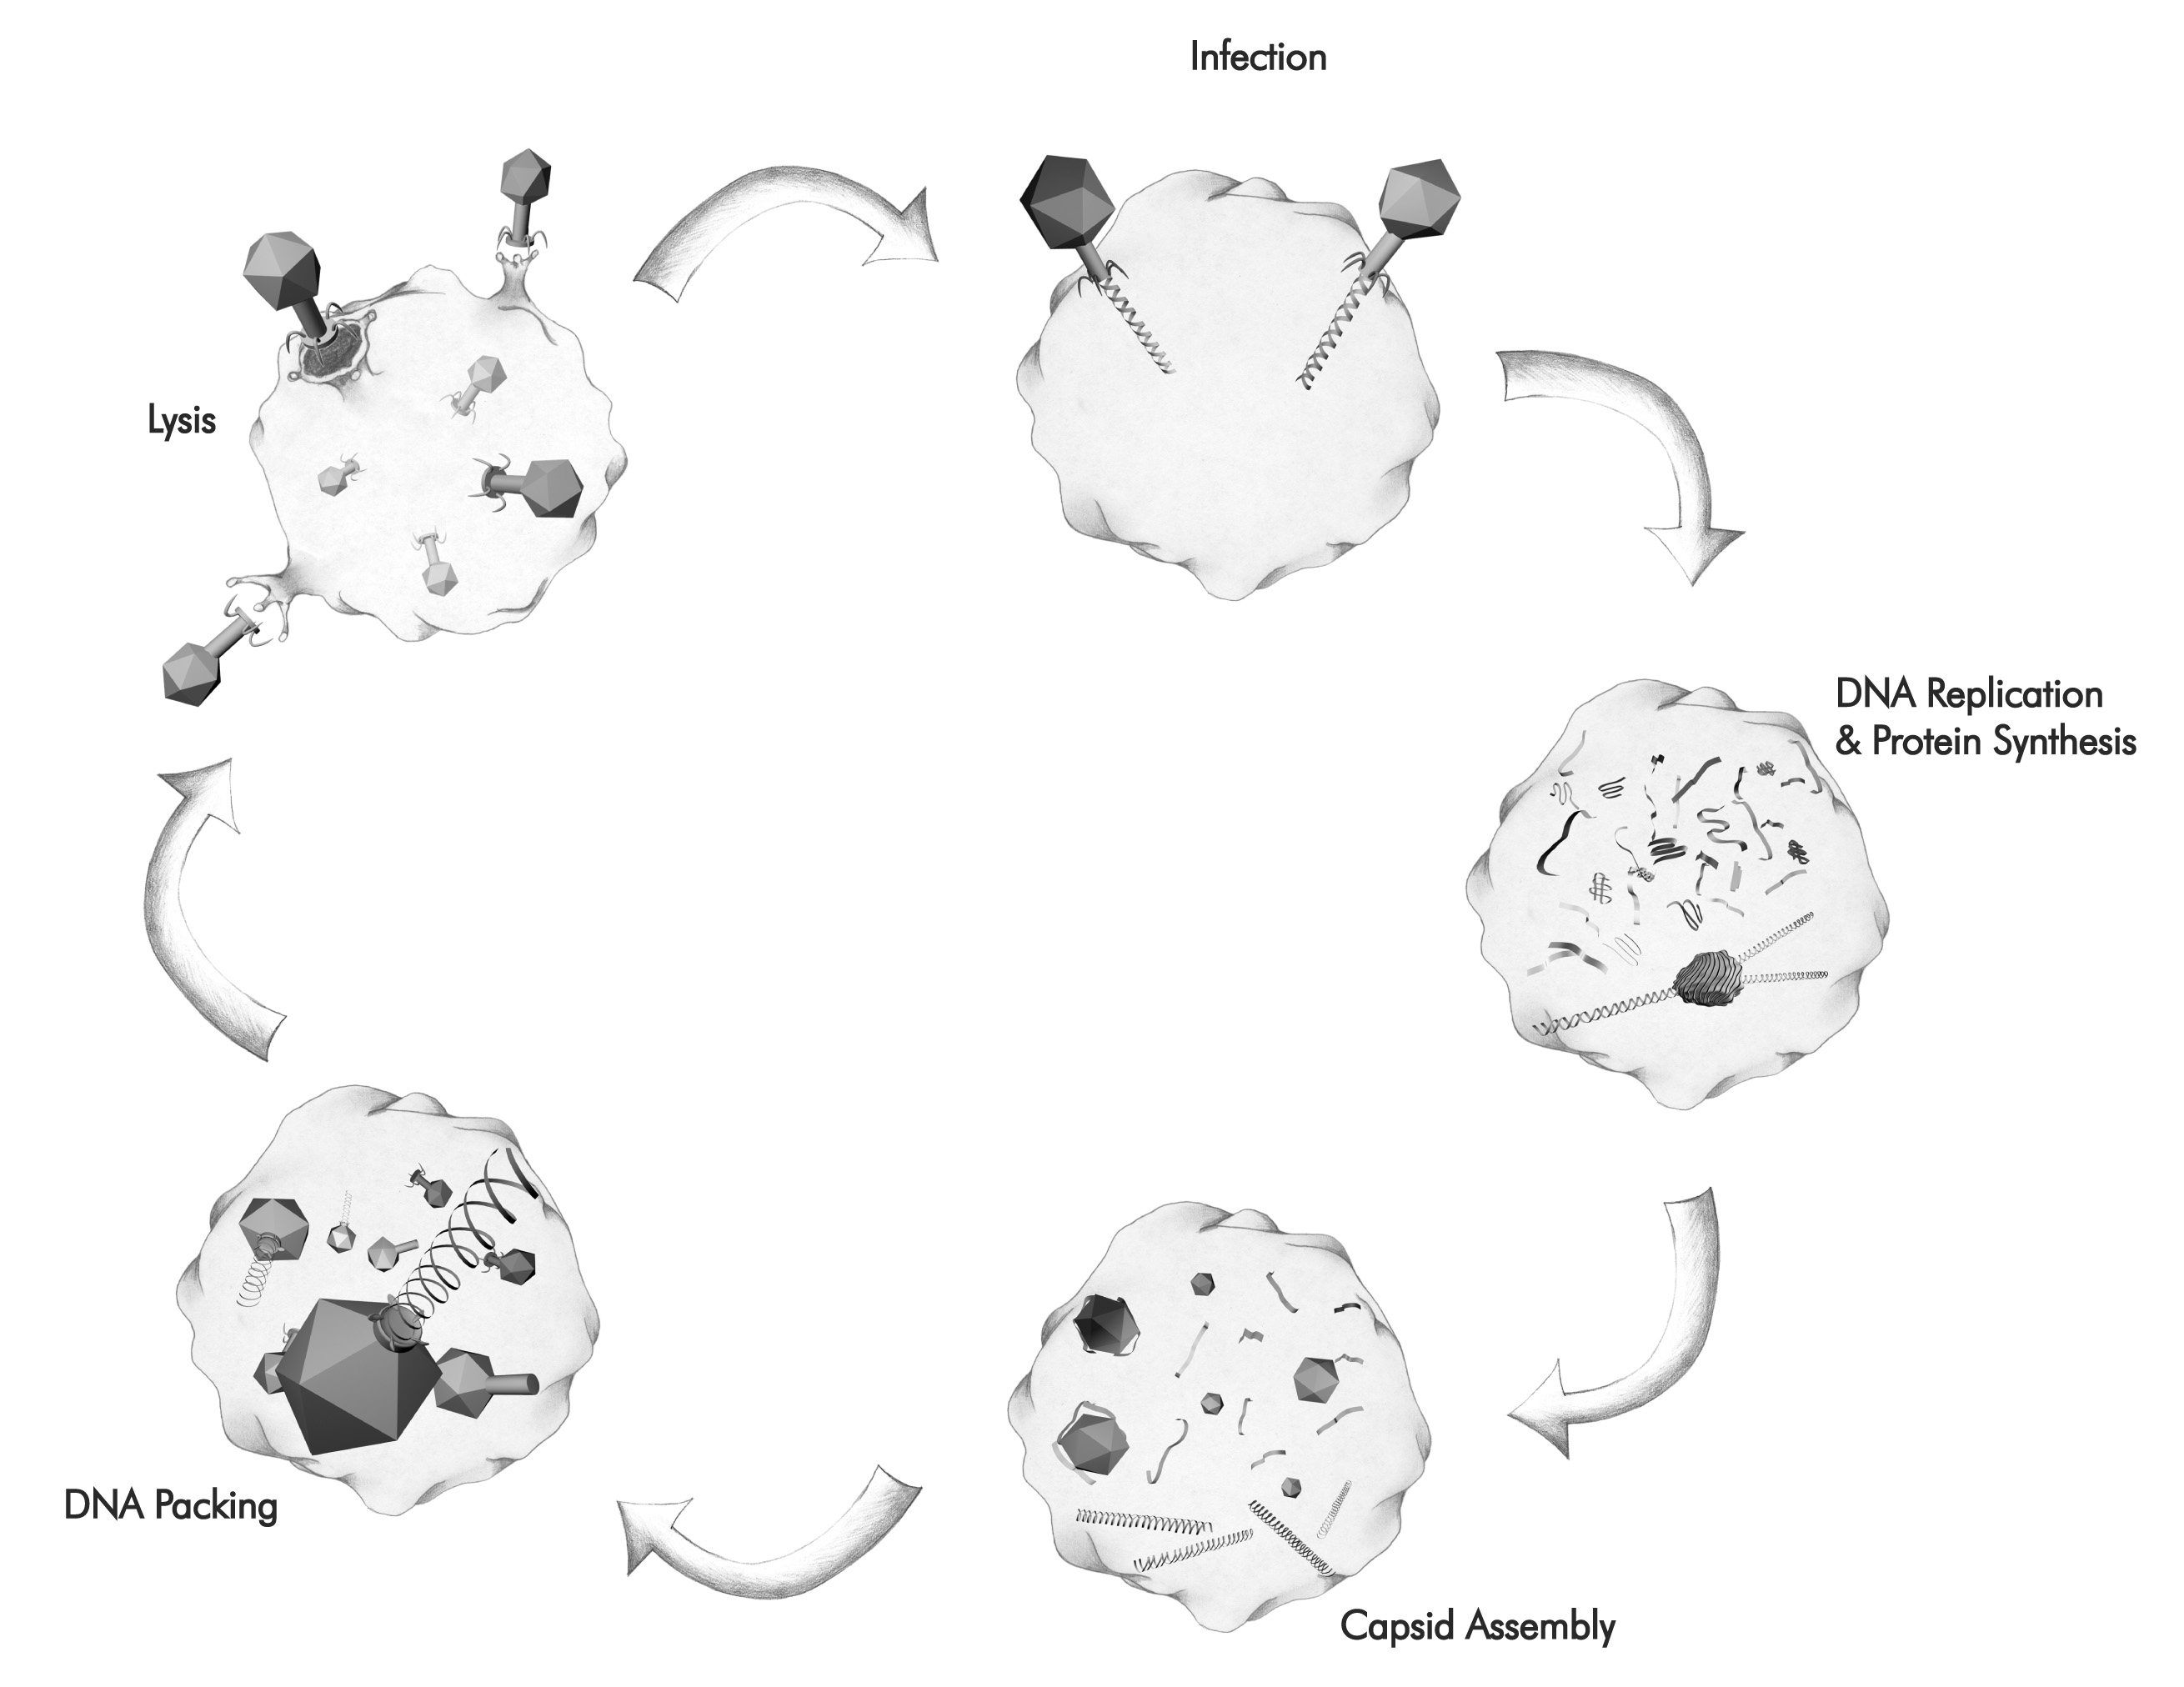 Infection
Lysis
DNA Replication
& Protein Synthesis
DNA Packing
Capsid Assembly